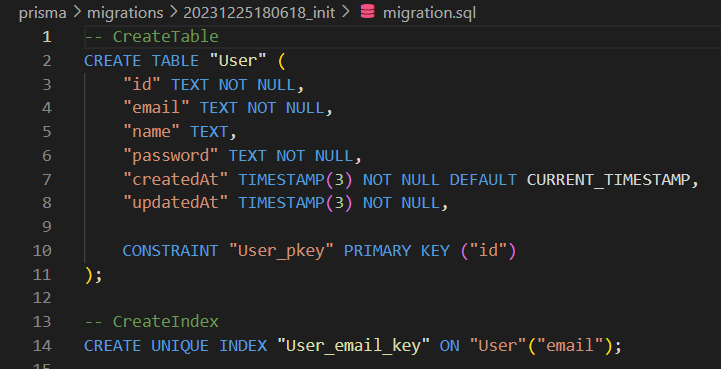 prisma > migrations > 20231225180618_init > migration.sql
1 -- CreateTable
2 CREATE TABLE "User" (
3     "id" TEXT NOT NULL,
4     "email" TEXT NOT NULL,
5     "name" TEXT,
6     "password" TEXT NOT NULL,
7     "createdAt" TIMESTAMP(3) NOT NULL DEFAULT CURRENT_TIMESTAMP,
8     "updatedAt" TIMESTAMP(3) NOT NULL,
9
10     CONSTRAINT "User_pkey" PRIMARY KEY ("id")
11 );
12
13 -- CreateIndex
14 CREATE UNIQUE INDEX "User_email_key" ON "User"("email");
15